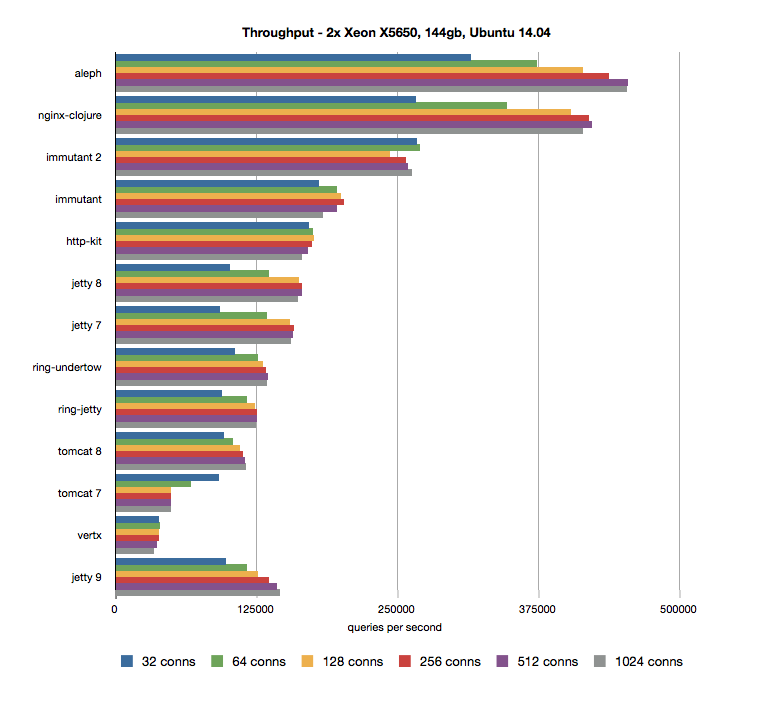 Throughput - 2x Xeon X5650, 144gb, Ubuntu 14.04
aleph
nginx-clojure
immutant 2
immutant
http-kit
jetty 8
jetty 7
ring-undertow
ring-jetty
tomcat 8
tomcat 7
vertx
jetty 9
0 125000 250000 375000 500000
queries per second
32 conns 64 conns 128 conns 256 conns 512 conns 1024 conns